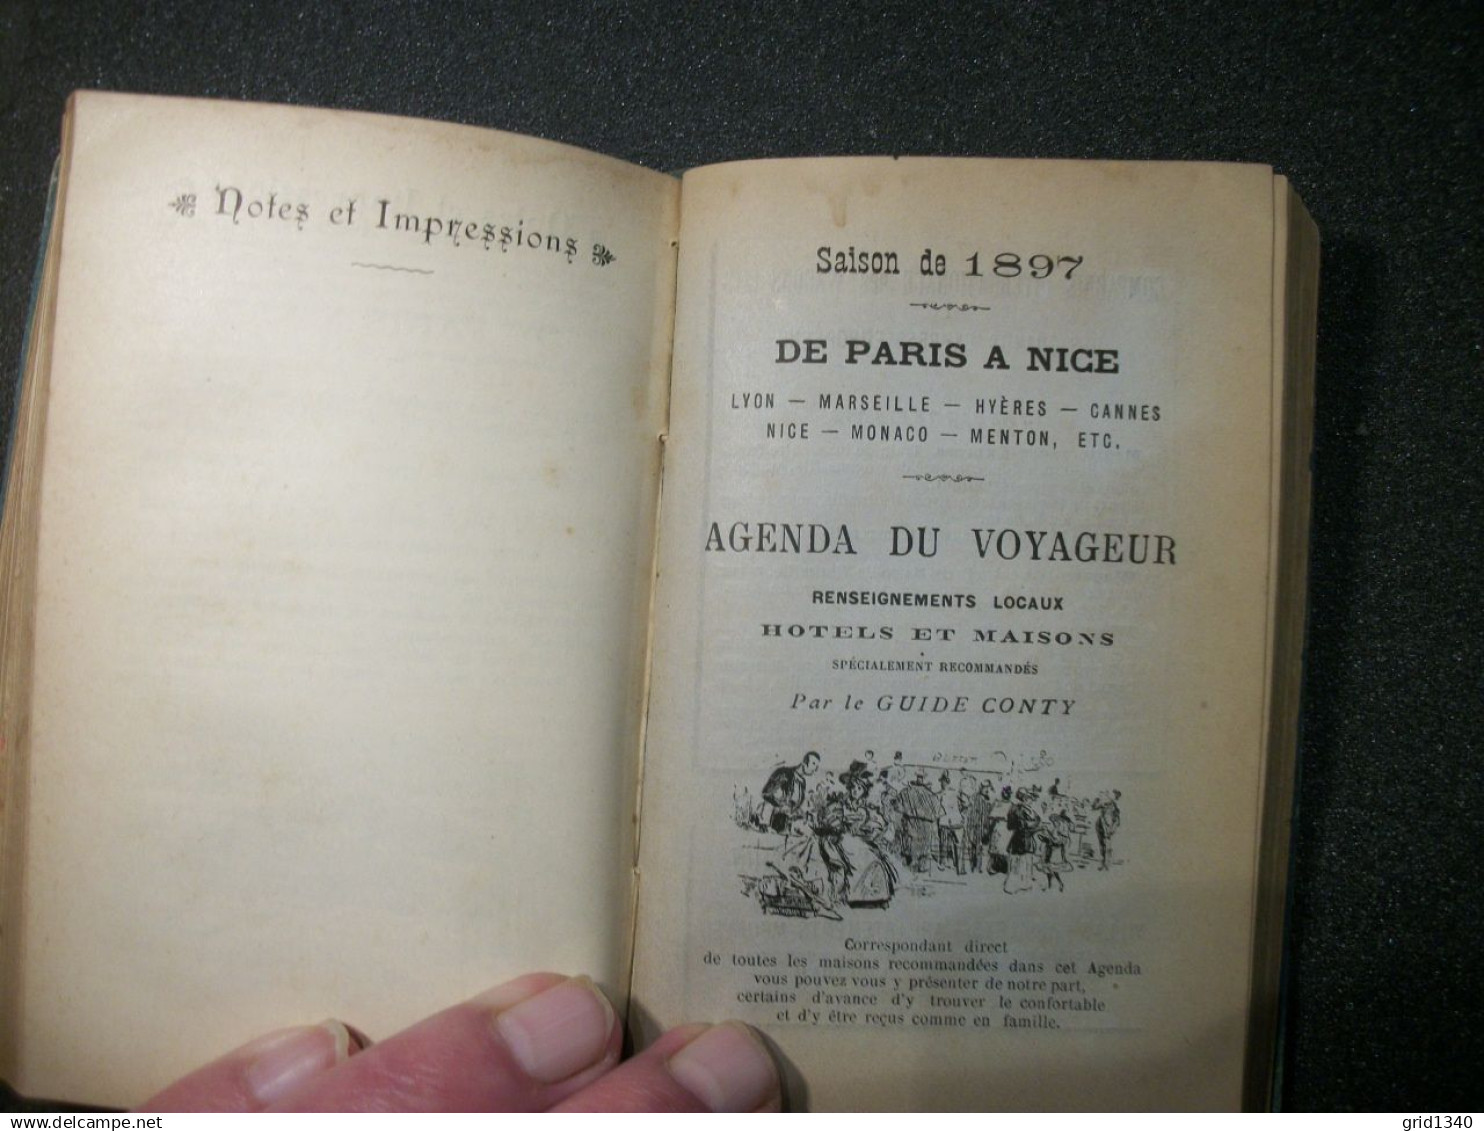 Notes et Impressions
Saison de 1897
DE PARIS A NICE
LYON — MARSEILLE — HYÈRES — CANNES
NICE — MONACO — MENTON, ETC.
AGENDA DU VOYAGEUR
RENSEIGNEMENTS LOCAUX
HOTELS ET MAISONS
SPÉCIALEMENT RECOMMANDÉS
Par le GUIDE CONTY
Correspondant direct
de toutes les maisons recommandées dans cet Agenda
vous pouvez vous y présenter de notre part,
certains d'avance d'y trouver le confortable
et d'y être reçus comme en famille.
delcampe.net
grid1340